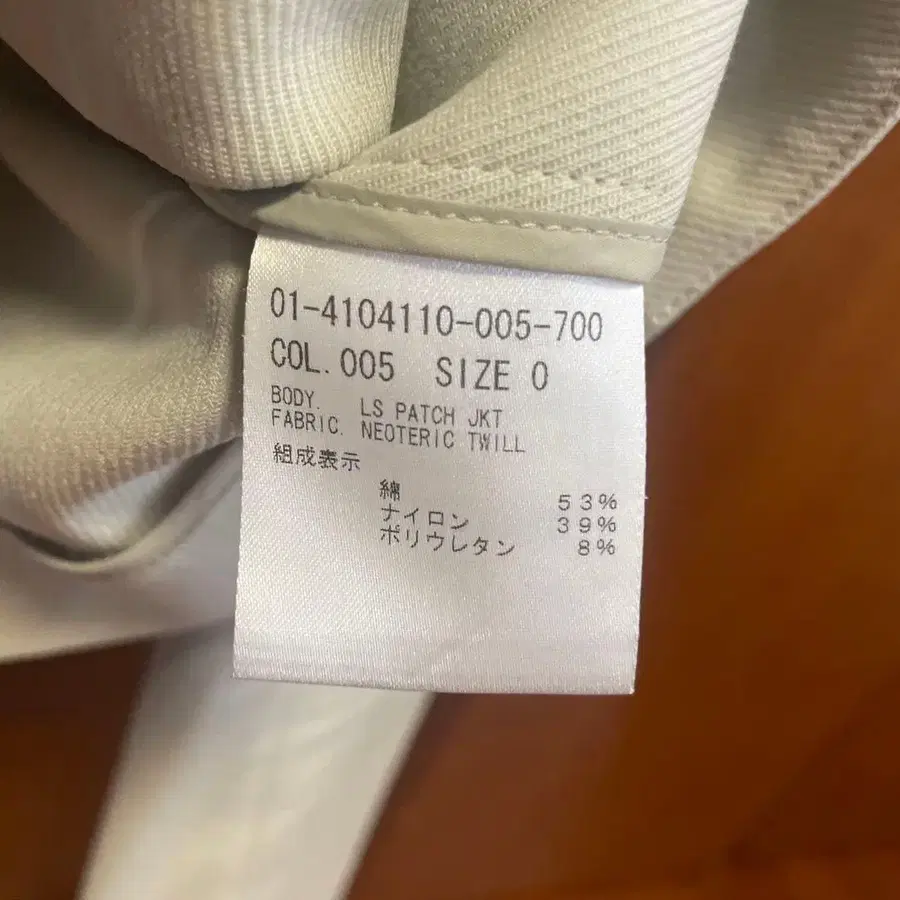 01-4104110-005-700
COL.005 SIZE 0
BODY. LS PATCH JKT
FABRIC. NEOTERIC TWILL
組成表示
綿 53%
ナイロン 39%
ポリウレタン 8%